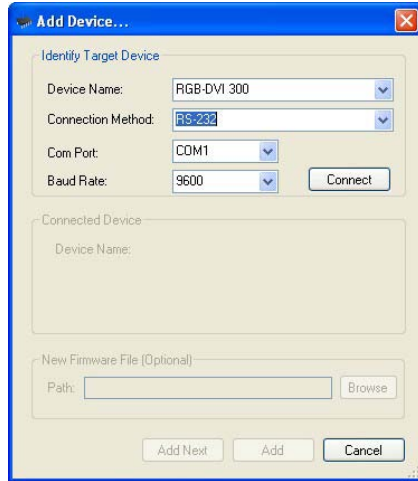 Add Device...
Identify Target Device
Device Name: RGB-DVI 300
Connection Method: RS-232
Com Port: COM1
Baud Rate: 9600 Connect
Connected Device
Device Name:
New Firmware File (Optional)
Path: Browse
Add Next Add Cancel